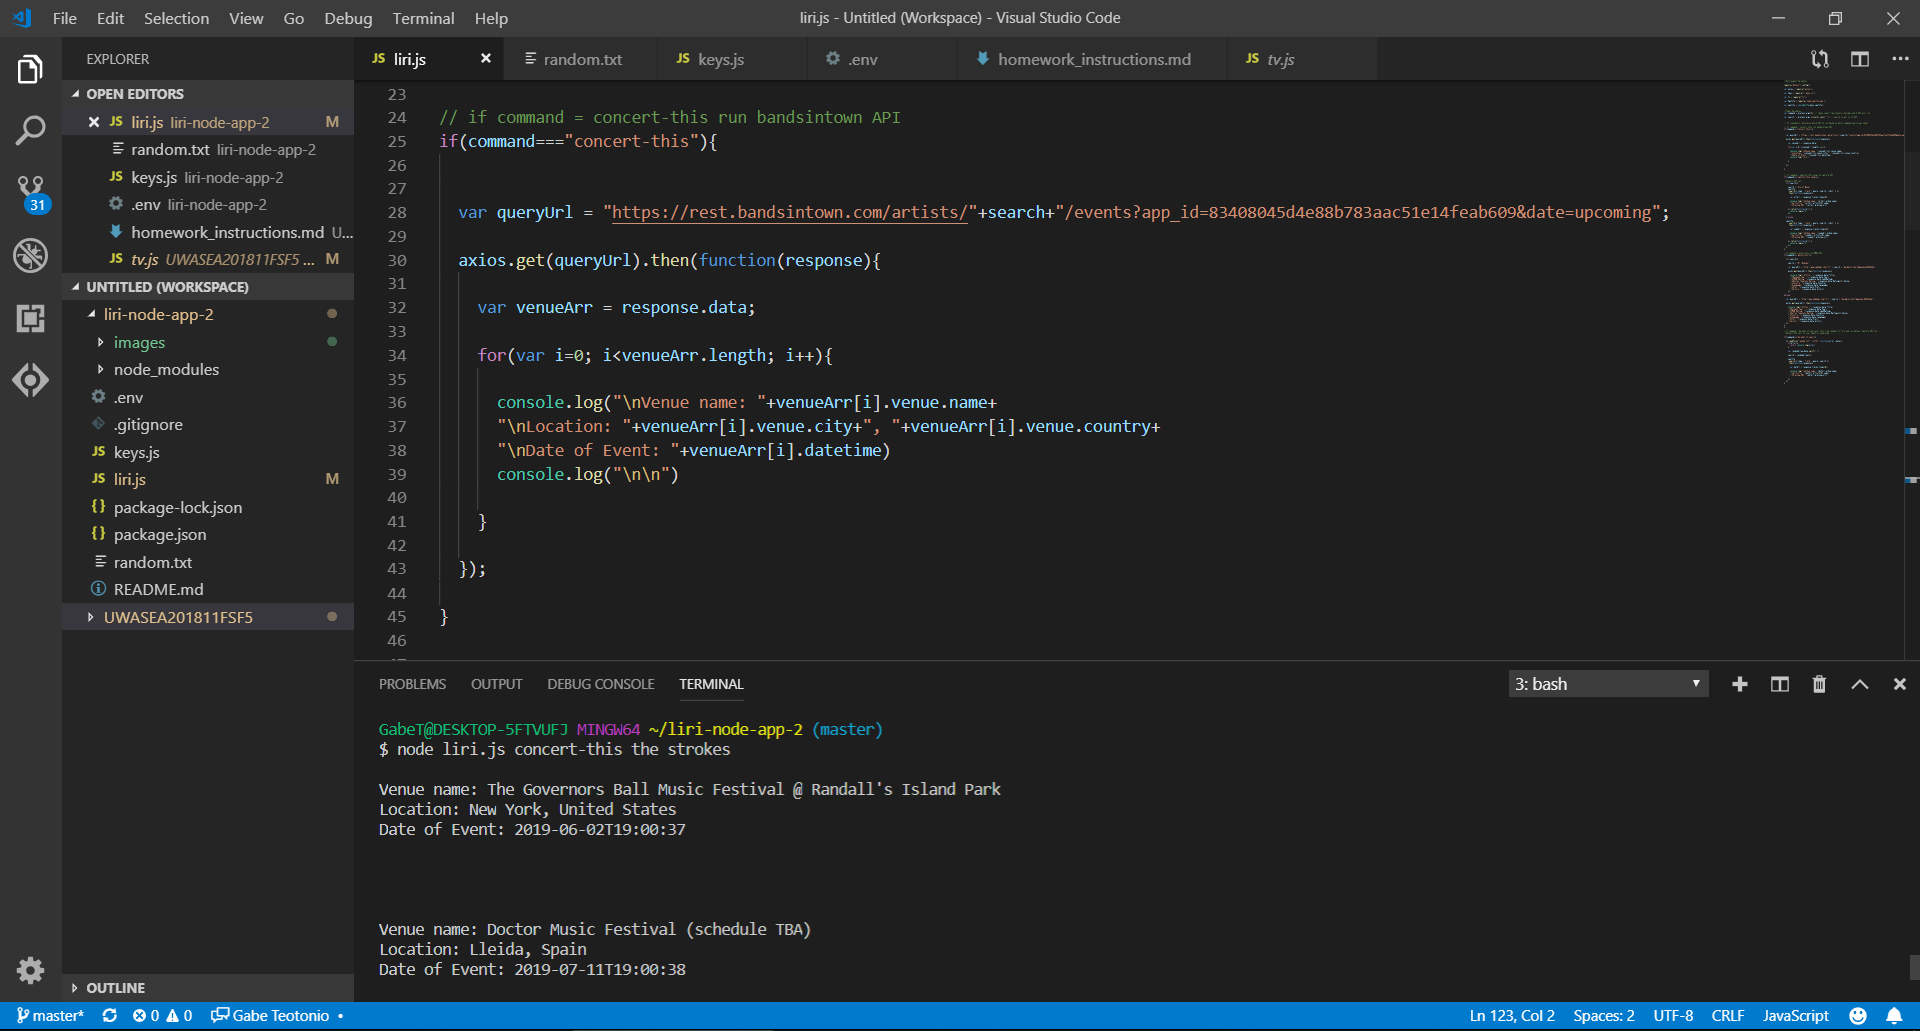 File Edit Selection View Go Debug Terminal Help
liri.js - Untitled (Workspace) - Visual Studio Code
EXPLORER
OPEN EDITORS
JS liri.js liri-node-app-2 M
random.txt liri-node-app-2
JS keys.js liri-node-app-2
.env liri-node-app-2
homework_instructions.md U...
JS tv.js UWASEA201811FSF5 ... M
31
UNTITLED (WORKSPACE)
liri-node-app-2
images
node_modules
.env
.gitignore
JS keys.js
JS liri.js M
{} package-lock.json
{} package.json
random.txt
README.md
UWASEA201811FSF5
OUTLINE
JS liri.js random.txt JS keys.js .env homework_instructions.md JS tv.js
23
24 // if command = concert-this run bandsintown API
25 if(command==="concert-this"){
26
27
28 var queryUrl = "https://rest.bandsintown.com/artists/"+search+"/events?app_id=83408045d4e88b783aac51e14feab609&date=upcoming";
29
30 axios.get(queryUrl).then(function(response){
31
32 var venueArr = response.data;
33
34 for(var i=0; i<venueArr.length; i++){
35
36 console.log("\nVenue name: "+venueArr[i].venue.name+
37 "\nLocation: "+venueArr[i].venue.city+", "+venueArr[i].venue.country+
38 "\nDate of Event: "+venueArr[i].datetime)
39 console.log("\n\n")
40
41 }
42
43 });
44
45 }
46
PROBLEMS OUTPUT DEBUG CONSOLE TERMINAL
3: bash
GabeT@DESKTOP-5FTVUFJ MINGW64 ~/liri-node-app-2 (master)
$ node liri.js concert-this the strokes
Venue name: The Governors Ball Music Festival @ Randall's Island Park
Location: New York, United States
Date of Event: 2019-06-02T19:00:37
Venue name: Doctor Music Festival (schedule TBA)
Location: Lleida, Spain
Date of Event: 2019-07-11T19:00:38
master* 0 0 Gabe Teotonio •
Ln 123, Col 2 Spaces: 2 UTF-8 CRLF JavaScript